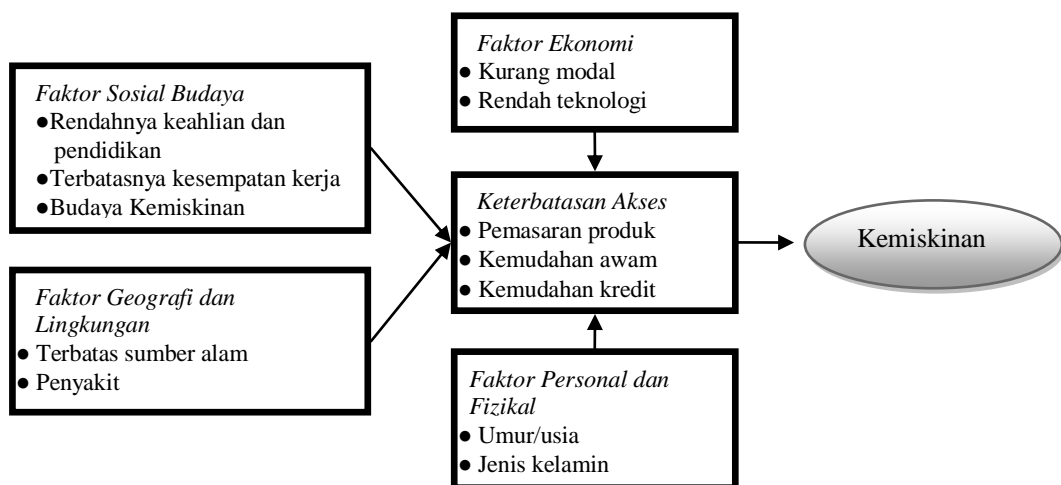 Faktor Sosial Budaya
●Rendahnya keahlian dan
pendidikan
●Terbatasnya kesempatan kerja
●Budaya Kemiskinan
Faktor Geografi dan
Lingkungan
● Terbatas sumber alam
● Penyakit
Faktor Ekonomi
● Kurang modal
● Rendah teknologi
Keterbatasan Akses
● Pemasaran produk
● Kemudahan awam
● Kemudahan kredit
Faktor Personal dan
Fizikal
● Umur/usia
● Jenis kelamin
Kemiskinan